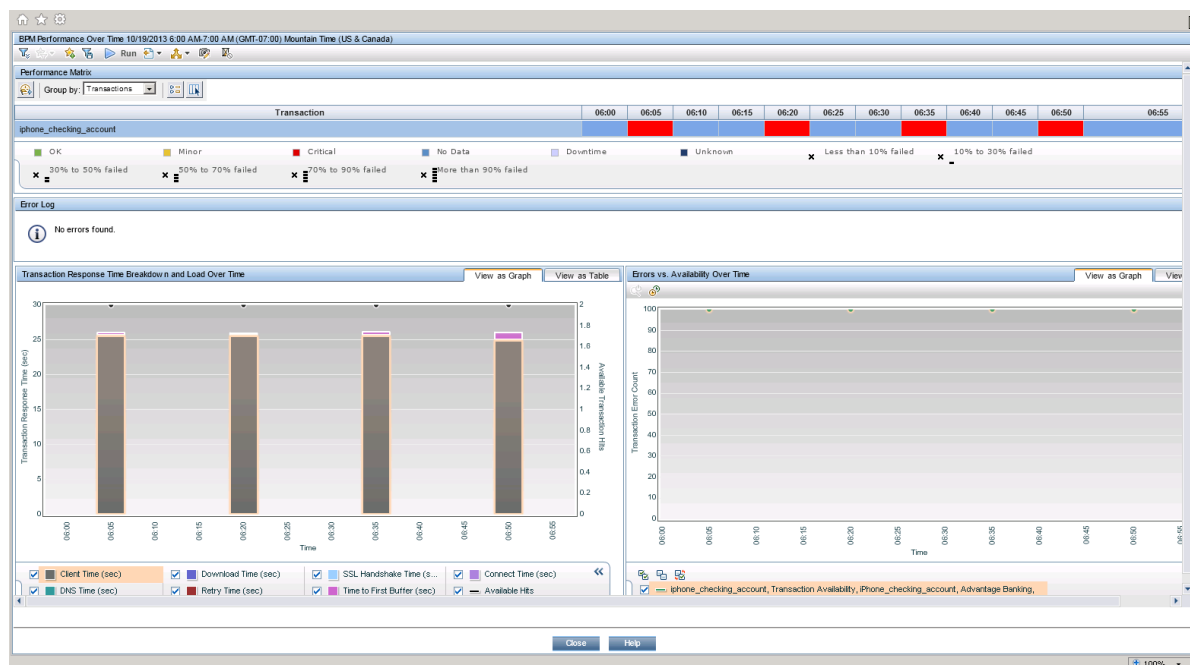 BPM Performance Over Time 10/19/2013 6:00 AM-7:00 AM (GMT-07:00) Mountain Time (US & Canada)
Run
Performance Matrix
Group by: Transactions
Transaction 06:00 06:05 06:10 06:15 06:20 06:25 06:30 06:35 06:40 06:45 06:50 06:55
iphone_checking_account
OK Minor Critical No Data Downtime Unknown Less than 10% failed 10% to 30% failed
30% to 50% failed 50% to 70% failed 70% to 90% failed More than 90% failed
Error Log
No errors found.
Transaction Response Time Breakdown and Load Over Time View as Graph View as Table
30
25
20
15
10
5
0
Transaction Response Time (sec)
2
1.8
1.6
1.4
1.2
1
0.8
0.6
0.4
0.2
0
Available Transaction Hits
06:00 06:05 06:10 06:15 06:20 06:25 06:30 06:35 06:40 06:45 06:50 06:55
Time
Client Time (sec) Download Time (sec) SSL Handshake Time (s... Connect Time (sec)
DNS Time (sec) Retry Time (sec) Time to First Buffer (sec) Available Hits
Errors vs. Availability Over Time View as Graph View
100
90
80
70
60
50
40
30
20
10
0
Transaction Error Count
06:00 06:05 06:10 06:15 06:20 06:25 06:30 06:35 06:40 06:45 06:50 06:55
Time
iphone_checking_account, Transaction Availability, iPhone_checking_account, Advantage Banking,
Close Help
100%